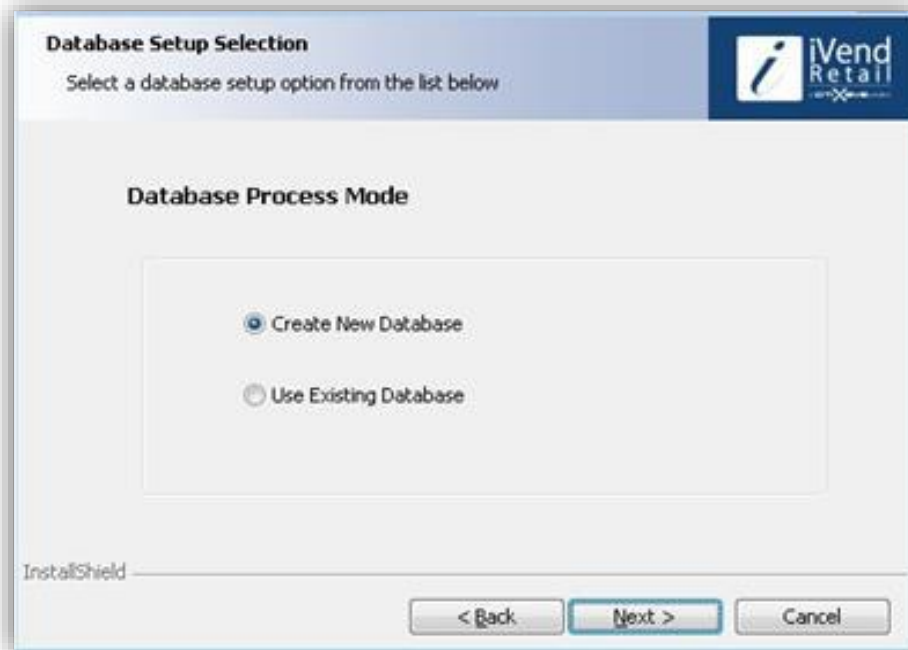 Database Setup Selection
Select a database setup option from the list below
iVend
Retail
Database Process Mode
Create New Database
Use Existing Database
InstallShield
< Back
Next >
Cancel